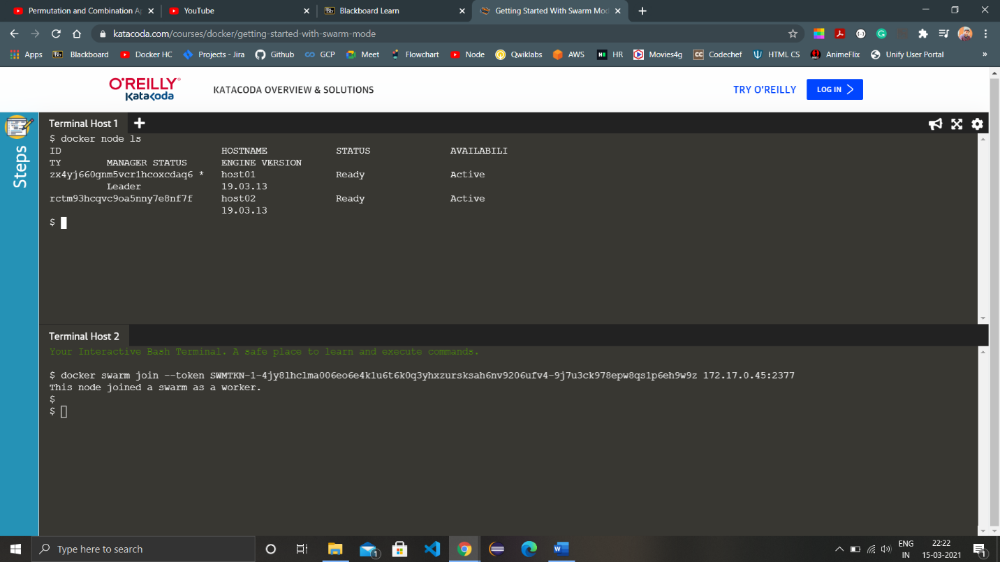 Permutation and Combination A
YouTube
Blackboard Learn
Getting Started With Swarm Mod
katacoda.com/courses/docker/getting-started-with-swarm-mode
Apps Blackboard Docker HC Projects - Jira Github GCP Meet Flowchart Node Qwiklabs AWS HR Movies4g Codechef HTML CS AnimeFlix Unify User Portal »
O'REILLY®
Katacoda
KATACODA OVERVIEW & SOLUTIONS
TRY O'REILLY
LOG IN
Steps
Terminal Host 1
$ docker node ls
ID HOSTNAME STATUS AVAILABILI
TY MANAGER STATUS ENGINE VERSION
zx4yj660gnm5vcr1hcoxcdaq6 * host01 Ready Active
Leader 19.03.13
rctm93hcqvc9oa5nny7e8nf7f host02 Ready Active
19.03.13
$
Terminal Host 2
Your Interactive Bash Terminal. A safe place to learn and execute commands.
$ docker swarm join --token SWMTKN-1-4jy8lhclma006eo6e4k1u6t6k0q3yhxzursksah6nv9206ufv4-9j7u3ck978epw8qs1p6eh9w9z 172.17.0.45:2377
This node joined a swarm as a worker.
$
$
Type here to search
1
ENG
IN
22:22
15-03-2021
1